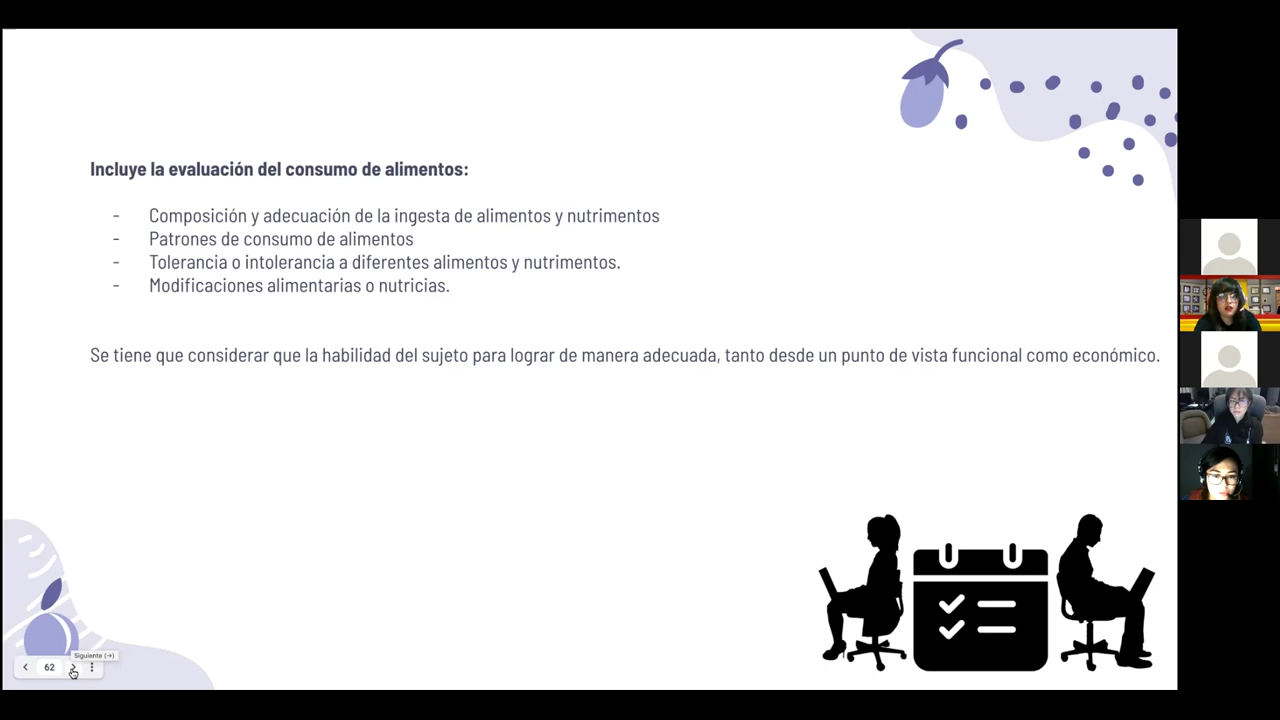 Incluye la evaluación del consumo de alimentos:
- Composición y adecuación de la ingesta de alimentos y nutrimentos
- Patrones de consumo de alimentos
- Tolerancia o intolerancia a diferentes alimentos y nutrimentos.
- Modificaciones alimentarias o nutricias.
Se tiene que considerar que la habilidad del sujeto para lograr de manera adecuada, tanto desde un punto de vista funcional como económico.
Siguiente (→)
62